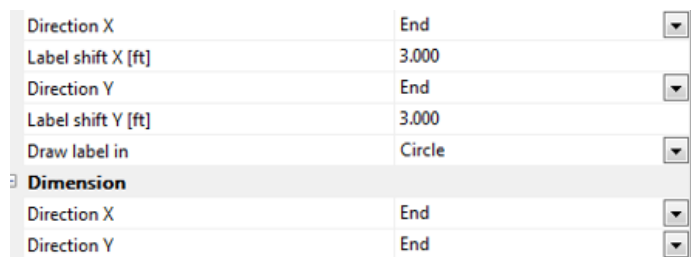 Direction X End
Label shift X [ft] 3.000
Direction Y End
Label shift Y [ft] 3.000
Draw label in Circle
Dimension
Direction X End
Direction Y End